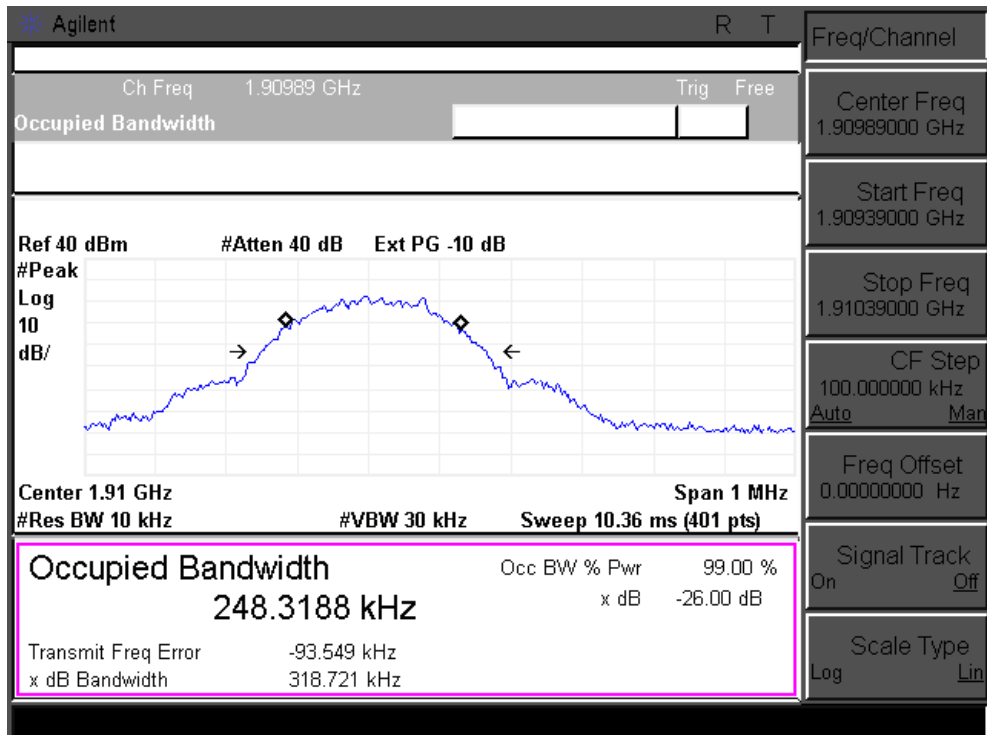 Agilent R T
Ch Freq 1.90989 GHz Trig Free
Occupied Bandwidth
Ref 40 dBm #Atten 40 dB Ext PG -10 dB
#Peak
Log
10
dB/
Center 1.91 GHz Span 1 MHz
#Res BW 10 kHz #VBW 30 kHz Sweep 10.36 ms (401 pts)
Occupied Bandwidth
248.3188 kHz
Occ BW % Pwr 99.00 %
x dB -26.00 dB
Transmit Freq Error -93.549 kHz
x dB Bandwidth 318.721 kHz
Freq/Channel
Center Freq
1.90989000 GHz
Start Freq
1.90939000 GHz
Stop Freq
1.91039000 GHz
CF Step
100.000000 kHz
Auto Man
Freq Offset
0.00000000 Hz
Signal Track
On Off
Scale Type
Log Lin